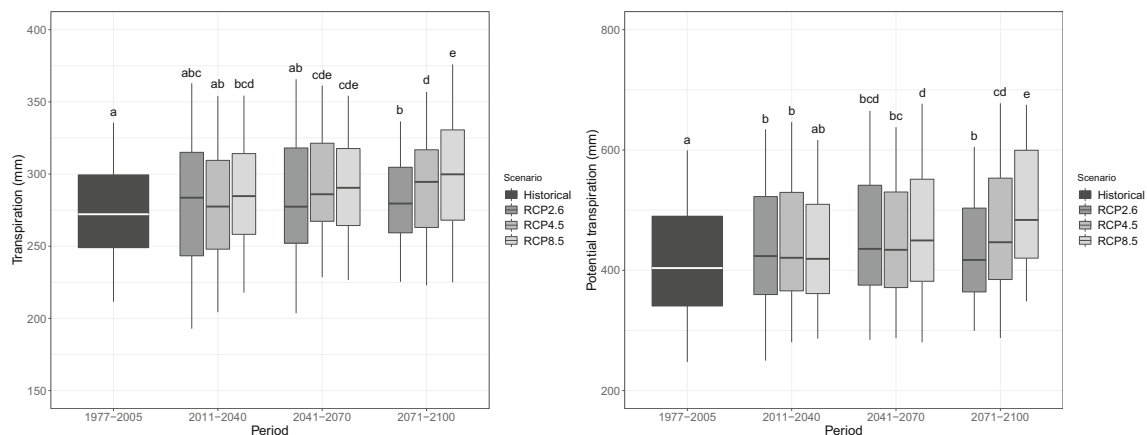 400
350
300
250
200
150
Transpiration (mm)
a
abc
ab
bcd
ab
cde
cde
b
d
e
1977−2005
2011−2040
2041−2070
2071−2100
Period
Scenario
Historical
RCP2.6
RCP4.5
RCP8.5
800
600
400
200
Potential transpiration (mm)
a
b
b
ab
bcd
bc
d
b
cd
e
1977−2005
2011−2040
2041−2070
2071−2100
Period
Scenario
Historical
RCP2.6
RCP4.5
RCP8.5